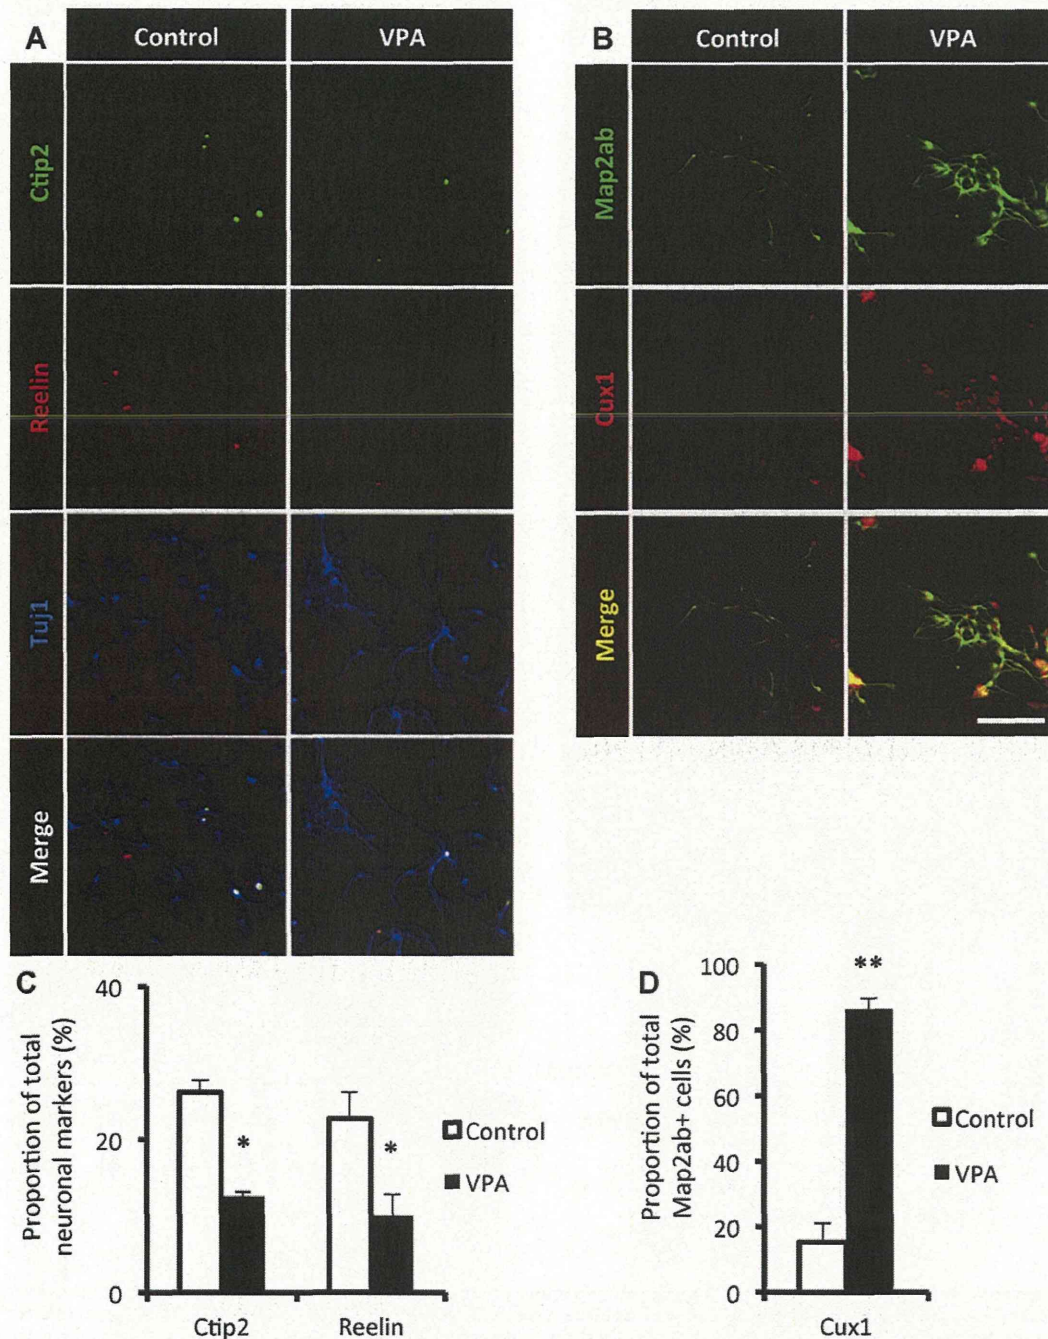 A
Control
VPA
Ctip2
Reelin
Tuj1
Merge
B
Control
VPA
Map2ab
Cux1
Merge
C
Proportion of total
neuronal markers (%)
40
20
0
*
*
Ctip2
Reelin
Control
VPA
D
Proportion of total
Map2ab+ cells (%)
100
80
60
40
20
0
**
Cux1
Control
VPA